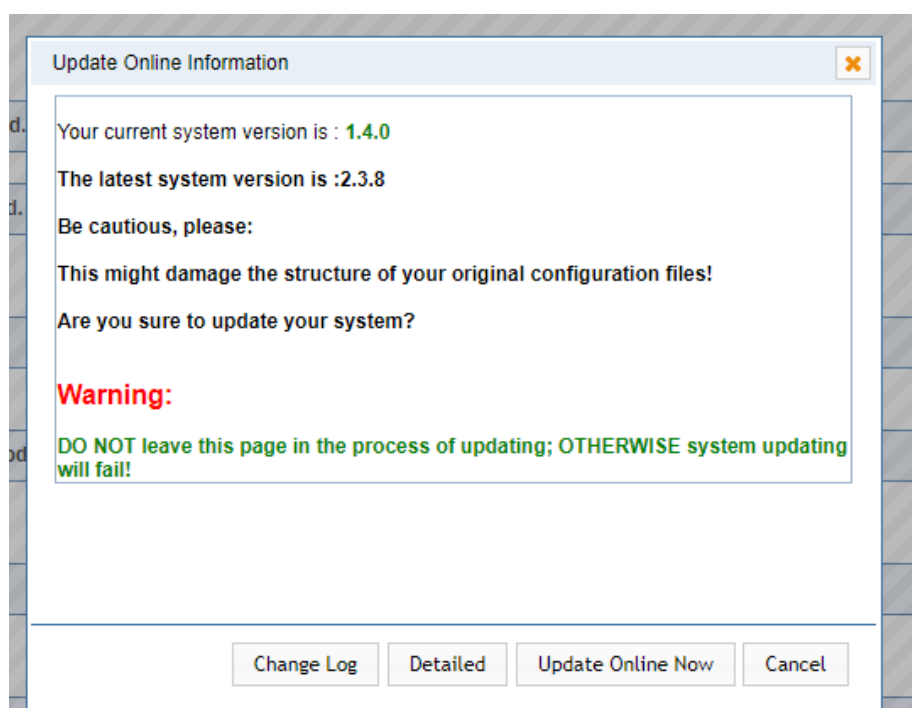 Update Online Information
d.
Your current system version is : 1.4.0
The latest system version is :2.3.8
d.
Be cautious, please:
This might damage the structure of your original configuration files!
Are you sure to update your system?
Warning:
od
DO NOT leave this page in the process of updating; OTHERWISE system updating
will fail!
Change Log
Detailed
Update Online Now
Cancel